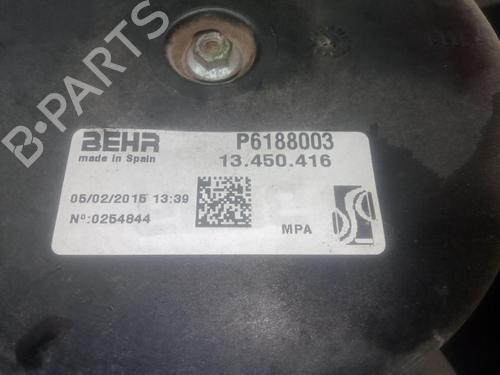 BEHR
made in Spain
P6188003
13.450.416
05/02/2015 13:39
Nº:0254844
MPA
B-PARTS